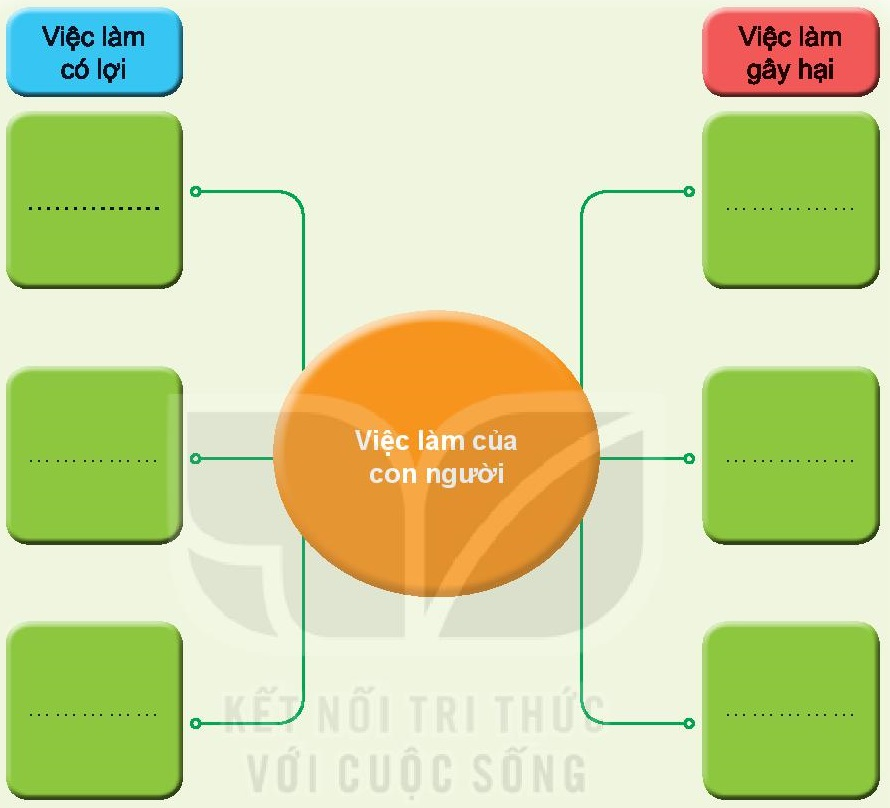 Việc làm
có lợi
Việc làm
gây hại
...............
...............
Việc làm của
con người
...............
...............
...............
...............
KẾT NỐI TRI THỨC
VỚI CUỘC SỐNG